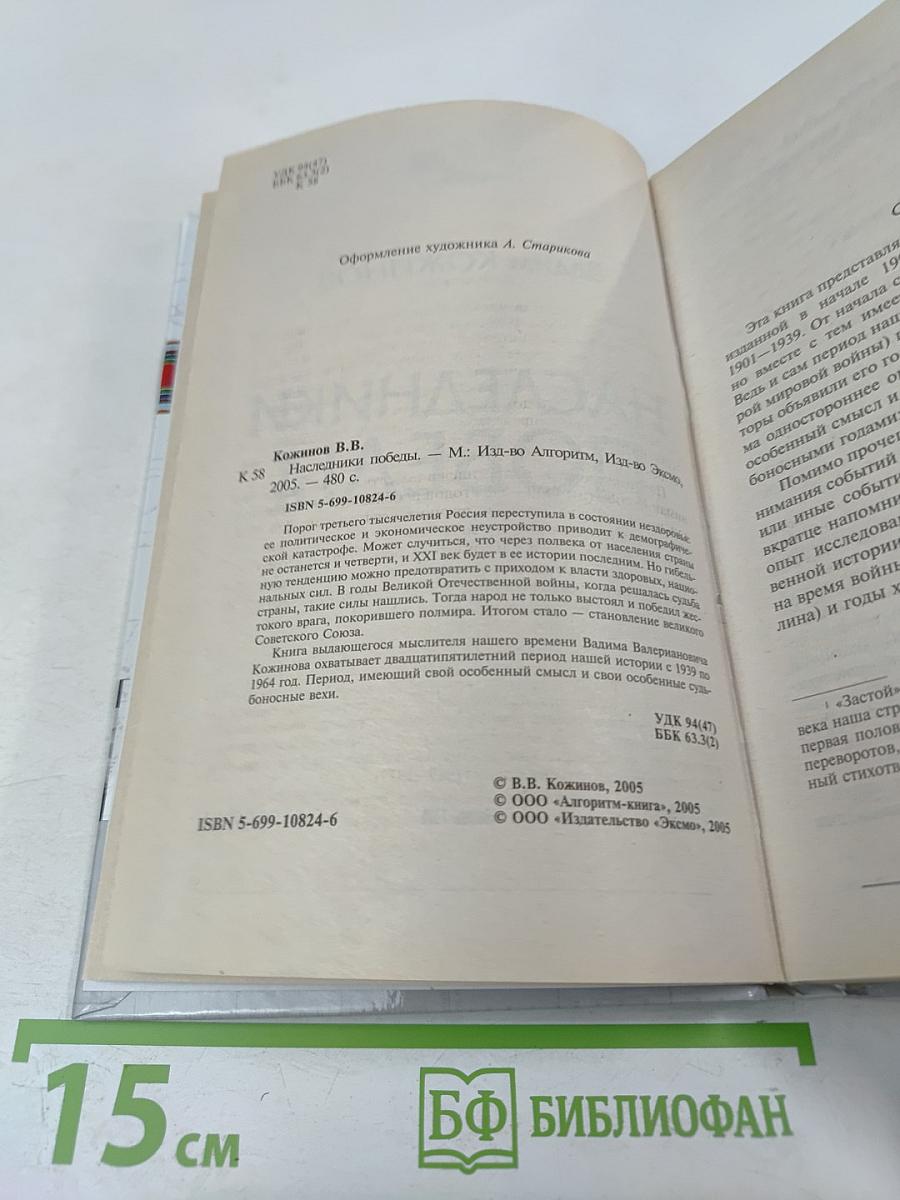 УДК 94(47)
ББК 63.3(2)
К 58
Оформление художника А. Старикова
Кожинов В.В.
К 58 Наследники победы. — М.: Изд-во Алгоритм, Изд-во Эксмо,
2005. — 480 с.
ISBN 5-699-10824-6
Порог третьего тысячелетия Россия переступила в состоянии нездоровье:
ее политическое и экономическое неустройство приводит к демографиче-
ской катастрофе. Может случиться, что через полвека от населения страны
не останется и четверти, и XXI век будет в ее истории последним. Но гибель-
ную тенденцию можно предотвратить с приходом к власти здоровых, нацио-
нальных сил. В годы Великой Отечественной войны, когда решалась судьба
страны, такие силы нашлись. Тогда народ не только выстоял и победил жес-
токого врага, покорившего полмира. Итогом стало — становление великого
Советского Союза.
Книга выдающегося мыслителя нашего времени Вадима Валериановича
Кожинова охватывает двадцатипятилетний период нашей истории с 1939 по
1964 год. Период, имеющий свой особенный смысл и свои особенные судь-
боносные вехи.
УДК 94(47)
ББК 63.3(2)
© В.В. Кожинов, 2005
© ООО «Алгоритм-книга», 2005
ISBN 5-699-10824-6 © ООО «Издательство «Эксмо», 2005
Эта книга представля
изданной в начале 19
1901—1939. От начала с
но вместе с тем имее
Ведь и сам период наш
рой мировой войны)
торы объявили его го
ма одностороннее о
особенный смысл и
боносными годами
Помимо проче
нимания событий
или иные событи
вкратце напомни
опыт исследова
венной истории
на время войны
лина) и годы х
1 «Застой»
века наша стр
первая полов
переворотов,
ный стихотв
15 см
БФ БИБЛИОФАН